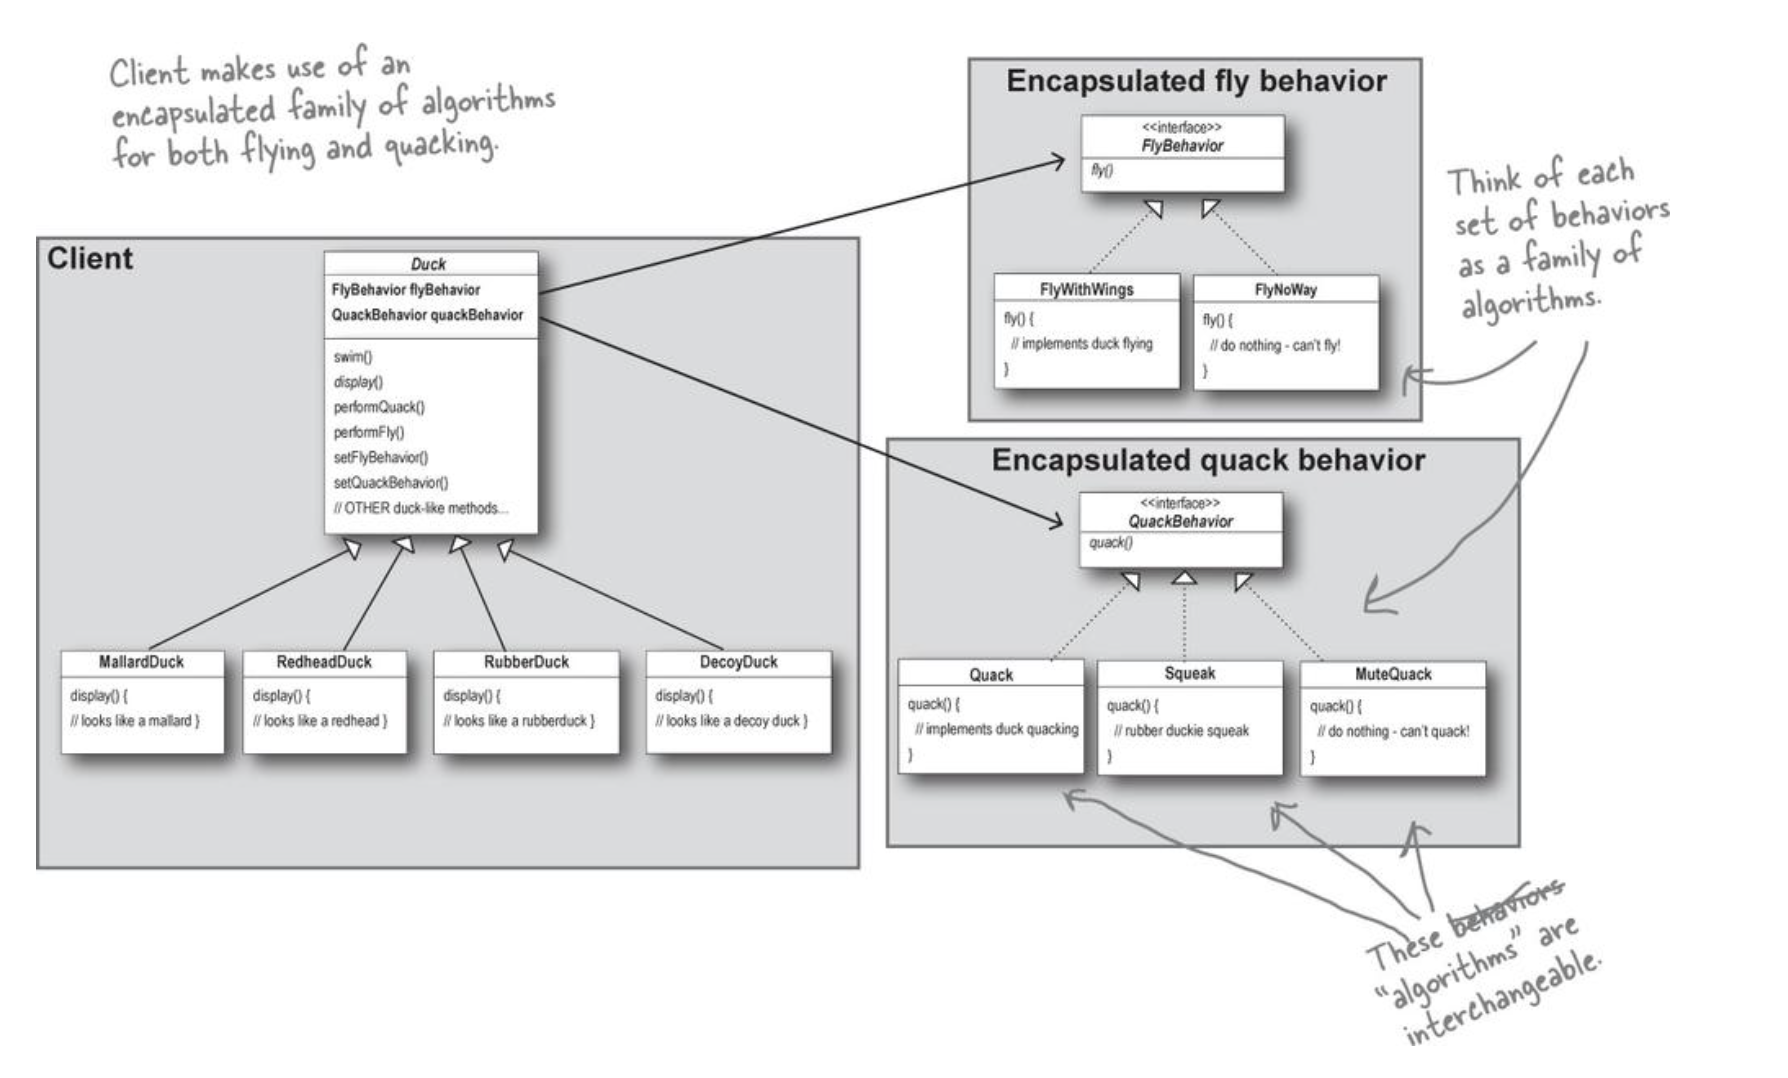 Client makes use of an
encapsulated family of algorithms
for both flying and quacking.
Client
Duck
FlyBehavior flyBehavior
QuackBehavior quackBehavior
swim()
display()
performQuack()
performFly()
setFlyBehavior()
setQuackBehavior()
// OTHER duck-like methods...
MallardDuck
display() {
// looks like a mallard }
RedheadDuck
display() {
// looks like a redhead }
RubberDuck
display() {
// looks like a rubberduck }
DecoyDuck
display() {
// looks like a decoy duck }
Encapsulated fly behavior
<<interface>>
FlyBehavior
fly()
FlyWithWings
fly() {
// implements duck flying
}
FlyNoWay
fly() {
// do nothing - can't fly!
}
Think of each
set of behaviors
as a family of
algorithms.
Encapsulated quack behavior
<<interface>>
QuackBehavior
quack()
Quack
quack() {
// implements duck quacking
}
Squeak
quack() {
// rubber duckie squeak
}
MuteQuack
quack() {
// do nothing - can't quack!
}
These behaviors
“algorithms” are
interchangeable.